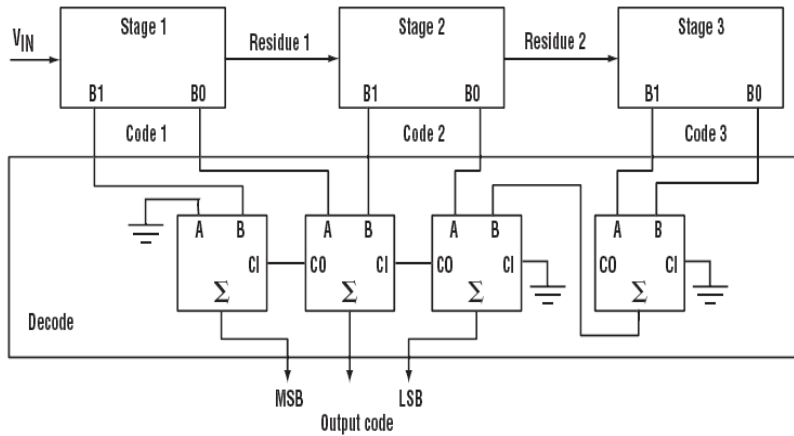 Stage 1 Stage 2 Stage 3
VIN Residue 1 Residue 2
B1 B0 B1 B0 B1 B0
Code 1 Code 2 Code 3
A B A B A B A B
CI CO CI CO CI CO CI
Σ Σ Σ Σ
Decode
MSB LSB
Output code